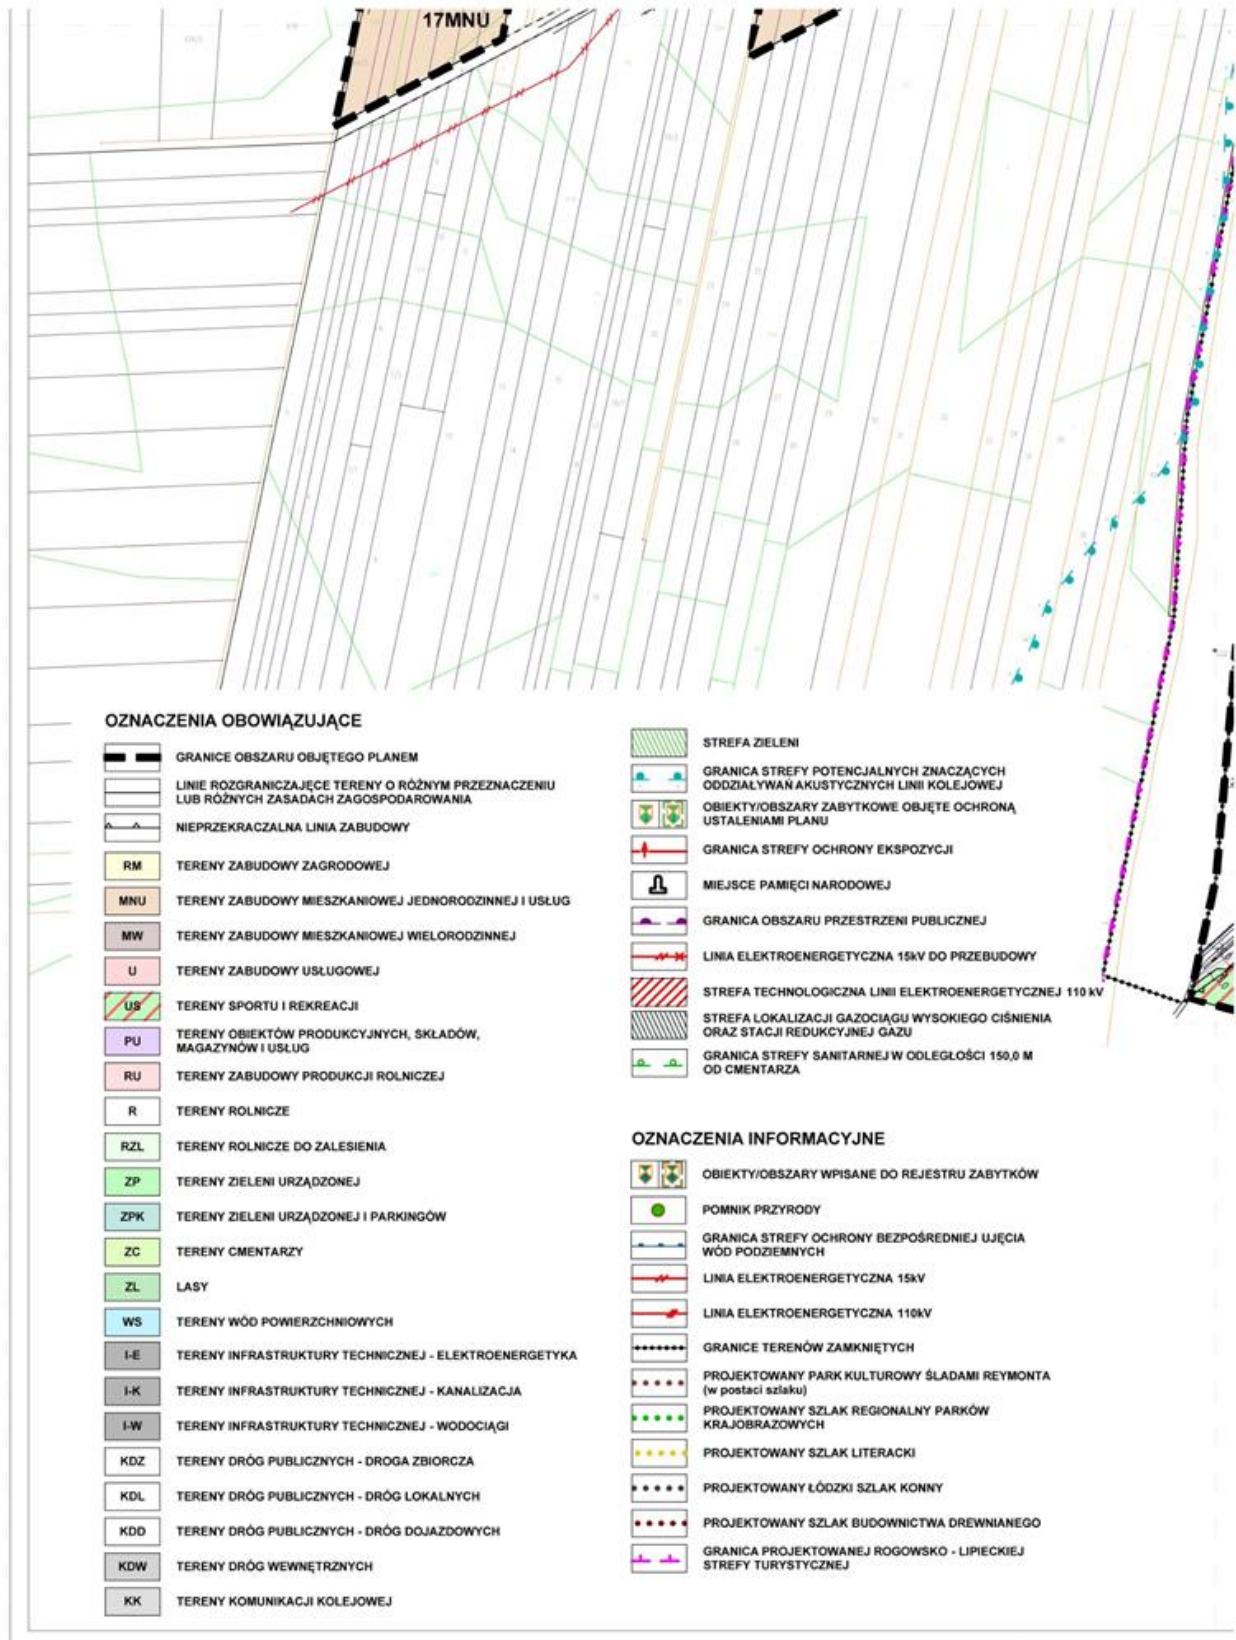 17MNU
OZNACZENIA OBOWIĄZUJĄCE
GRANICE OBSZARU OBJĘTEGO PLANEM
LINIE ROZGRANICZAJĘCE TERENY O RÓŻNYM PRZEZNACZENIU
LUB RÓŻNYCH ZASADACH ZAGOSPODAROWANIA
NIEPRZEKRACZALNA LINIA ZABUDOWY
RM TERENY ZABUDOWY ZAGRODOWEJ
MNU TERENY ZABUDOWY MIESZKANIOWEJ JEDNORODZINNEJ I USŁUG
MW TERENY ZABUDOWY MIESZKANIOWEJ WIELORODZINNEJ
U TERENY ZABUDOWY USŁUGOWEJ
US TERENY SPORTU I REKREACJI
PU TERENY OBIEKTÓW PRODUKCYJNYCH, SKŁADÓW,
MAGAZYNÓW I USŁUG
RU TERENY ZABUDOWY PRODUKCJI ROLNICZEJ
R TERENY ROLNICZE
RZL TERENY ROLNICZE DO ZALESIENIA
ZP TERENY ZIELENI URZĄDZONEJ
ZPK TERENY ZIELENI URZĄDZONEJ I PARKINGÓW
ZC TERENY CMENTARZY
ZL LASY
WS TERENY WÓD POWIERZCHNIOWYCH
I-E TERENY INFRASTRUKTURY TECHNICZNEJ - ELEKTROENERGETYKA
I-K TERENY INFRASTRUKTURY TECHNICZNEJ - KANALIZACJA
I-W TERENY INFRASTRUKTURY TECHNICZNEJ - WODOCIĄGI
KDZ TERENY DRÓG PUBLICZNYCH - DROGA ZBIORCZA
KDL TERENY DRÓG PUBLICZNYCH - DRÓG LOKALNYCH
KDD TERENY DRÓG PUBLICZNYCH - DRÓG DOJAZDOWYCH
KDW TERENY DRÓG WEWNĘTRZNYCH
KK TERENY KOMUNIKACJI KOLEJOWEJ
STREFA ZIELENI
GRANICA STREFY POTENCJALNYCH ZNACZĄCYCH
ODDZIAŁYWAŃ AKUSTYCZNYCH LINII KOLEJOWEJ
OBIEKTY/OBSZARY ZABYTKOWE OBJĘTE OCHRONĄ
USTALENIAMI PLANU
GRANICA STREFY OCHRONY EKSPOZYCJI
MIEJSCE PAMIĘCI NARODOWEJ
GRANICA OBSZARU PRZESTRZENI PUBLICZNEJ
LINIA ELEKTROENERGETYCZNA 15kV DO PRZEBUDOWY
STREFA TECHNOLOGICZNA LINII ELEKTROENERGETYCZNEJ 110 kV
STREFA LOKALIZACJI GAZOCIĄGU WYSOKIEGO CIŚNIENIA
ORAZ STACJI REDUKCYJNEJ GAZU
GRANICA STREFY SANITARNEJ W ODLEGŁOŚCI 150,0 M
OD CMENTARZA
OZNACZENIA INFORMACYJNE
OBIEKTY/OBSZARY WPISANE DO REJESTRU ZABYTKÓW
POMNIK PRZYRODY
GRANICA STREFY OCHRONY BEZPOŚREDNIEJ UJĘCIA
WÓD PODZIEMNYCH
LINIA ELEKTROENERGETYCZNA 15kV
LINIA ELEKTROENERGETYCZNA 110kV
GRANICE TERENÓW ZAMKNIĘTYCH
PROJEKTOWANY PARK KULTUROWY ŚLADAMI REYMONTA
(w postaci szlaku)
PROJEKTOWANY SZLAK REGIONALNY PARKÓW
KRAJOBRAZOWYCH
PROJEKTOWANY SZLAK LITERACKI
PROJEKTOWANY ŁÓDZKI SZLAK KONNY
PROJEKTOWANY SZLAK BUDOWNICTWA DREWNIANEGO
GRANICA PROJEKTOWANEJ ROGOWSKO - LIPIECKIEJ
STREFY TURYSTYCZNEJ